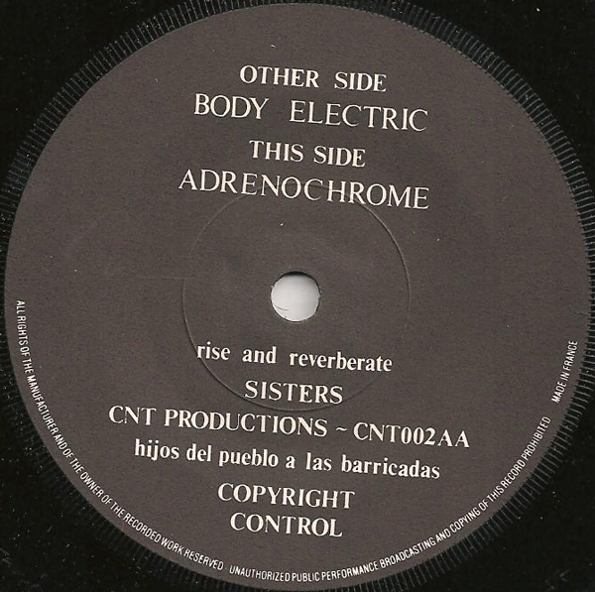 OTHER SIDE
BODY ELECTRIC
THIS SIDE
ADRENOCHROME
rise and reverberate
SISTERS
CNT PRODUCTIONS ~ CNT002AA
hijos del pueblo a las barricadas
COPYRIGHT
CONTROL
ALL RIGHTS OF THE MANUFACTURER AND OF THE OWNER OF THE RECORDED WORK RESERVED · UNAUTHORIZED PUBLIC PERFORMANCE BROADCASTING AND COPYING OF THIS RECORD PROHIBITED MADE IN FRANCE